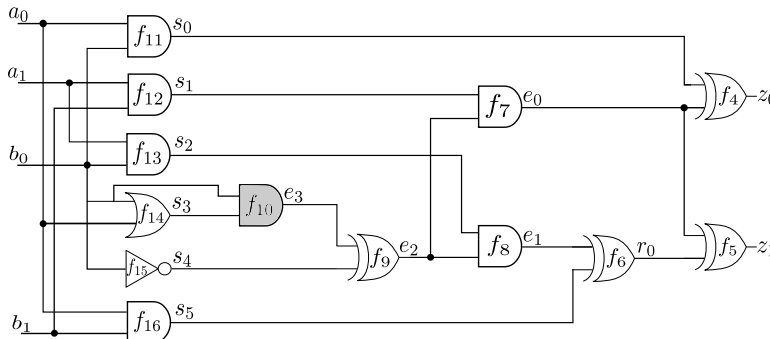 a₀
f₁₁
s₀
f₄
z₀
a₁
f₁₂
s₁
f₇
e₀
b₀
f₁₃
s₂
f₁₄
s₃
f₁₀
e₃
f₁₅
s₄
f₉
e₂
f₈
e₁
f₆
r₀
f₅
z₁
b₁
f₁₆
s₅